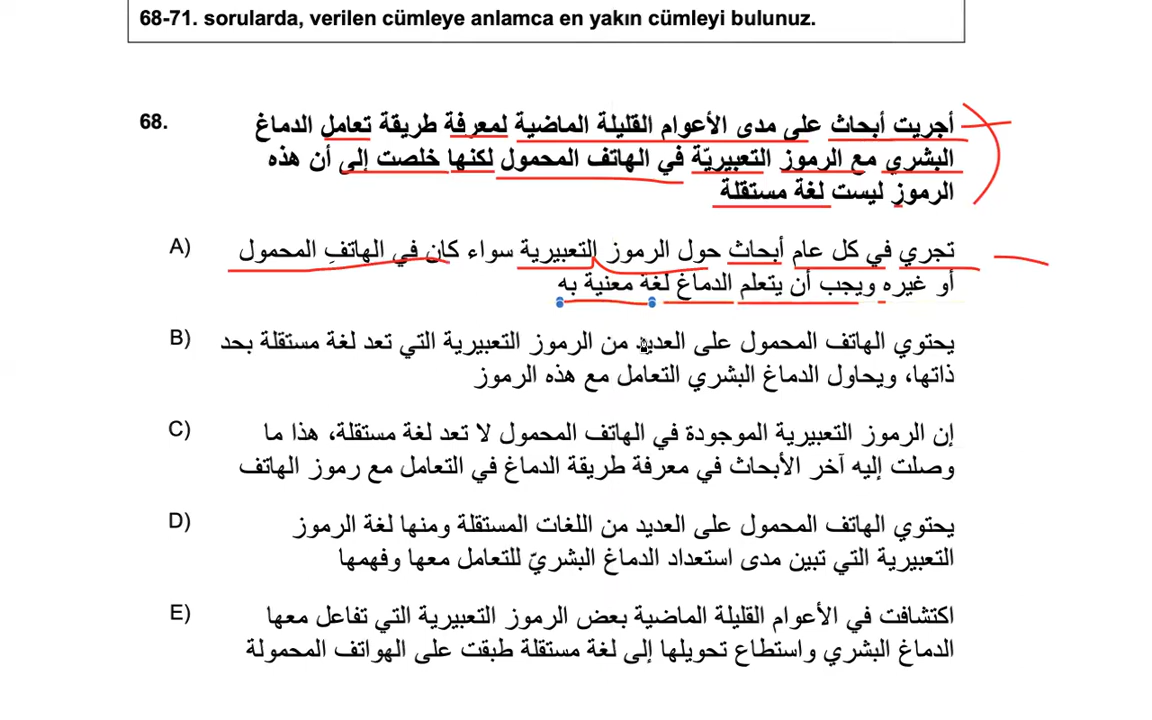 68-71. sorularda, verilen cümleye anlamca en yakın cümleyi bulunuz.
68. أجريت أبحاث على مدى الأعوام القليلة الماضية لمعرفة طريقة تعامل الدماغ
البشري مع الرموز التعبيريّة في الهاتف المحمول لكنها خلصت إلى أن هذه
الرموز ليست لغة مستقلة
A) تجري في كل عام أبحاث حول الرموز التعبيرية سواء كان في الهاتفِ المحمول
أو غيره ويجب أن يتعلم الدماغ لغة معنية به
B) يحتوي الهاتف المحمول على العديد من الرموز التعبيرية التي تعد لغة مستقلة بحد
ذاتها، ويحاول الدماغ البشري التعامل مع هذه الرموز
C) إن الرموز التعبيرية الموجودة في الهاتف المحمول لا تعد لغة مستقلة، هذا ما
وصلت إليه آخر الأبحاث في معرفة طريقة الدماغ في التعامل مع رموز الهاتف
D) يحتوي الهاتف المحمول على العديد من اللغات المستقلة ومنها لغة الرموز
التعبيرية التي تبين مدى استعداد الدماغ البشريّ للتعامل معها وفهمها
E) اكتشافت في الأعوام القليلة الماضية بعض الرموز التعبيرية التي تفاعل معها
الدماغ البشري واستطاع تحويلها إلى لغة مستقلة طبقت على الهواتف المحمولة